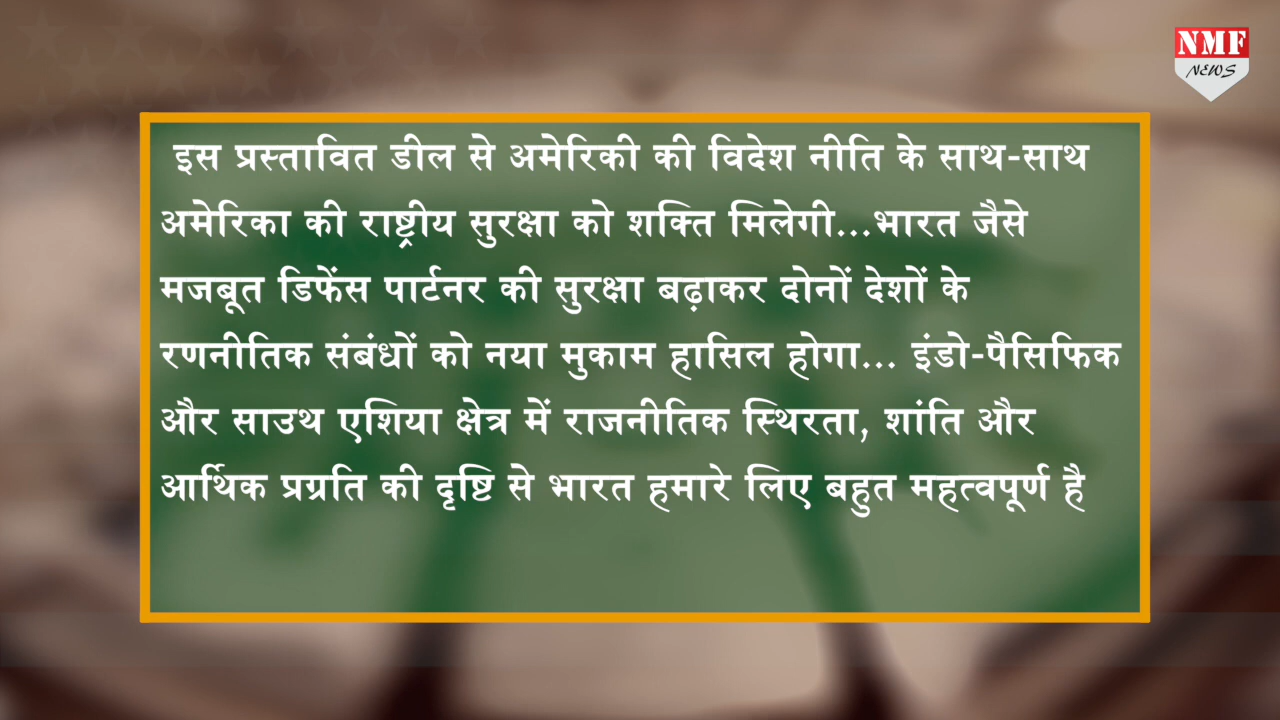 NMF
NEWS
इस प्रस्तावित डील से अमेरिकी की विदेश नीति के साथ-साथ
अमेरिका की राष्ट्रीय सुरक्षा को शक्ति मिलेगी...भारत जैसे
मजबूत डिफेंस पार्टनर की सुरक्षा बढ़ाकर दोनों देशों के
रणनीतिक संबंधों को नया मुकाम हासिल होगा... इंडो-पैसिफिक
और साउथ एशिया क्षेत्र में राजनीतिक स्थिरता, शांति और
आर्थिक प्रग्रति की दृष्टि से भारत हमारे लिए बहुत महत्वपूर्ण है